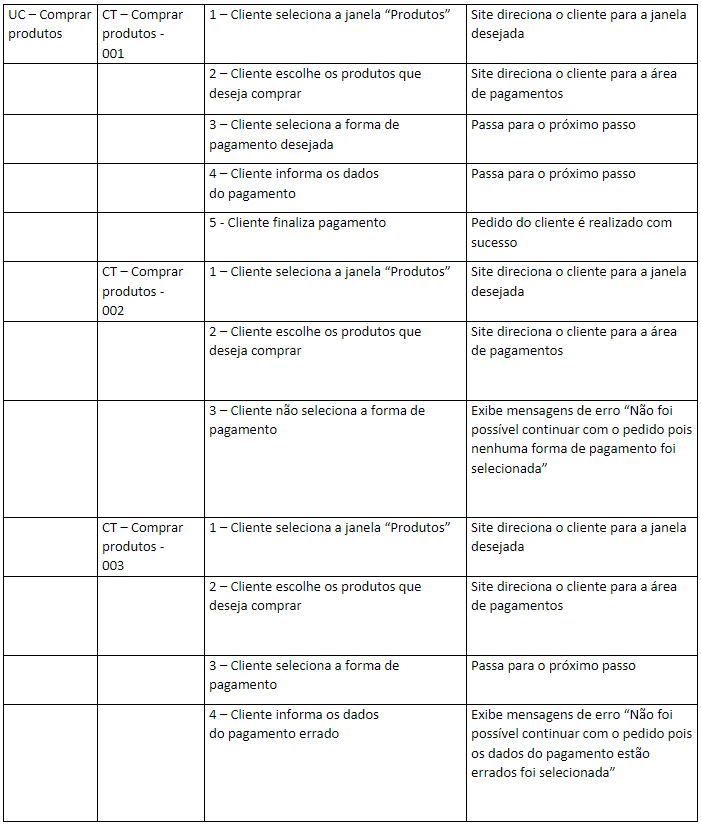 UC – Comprar
produtos
CT – Comprar
produtos -
001
1 – Cliente seleciona a janela “Produtos”
Site direciona o cliente para a janela
desejada
2 – Cliente escolhe os produtos que
deseja comprar
Site direciona o cliente para a área
de pagamentos
3 – Cliente seleciona a forma de
pagamento desejada
Passa para o próximo passo
4 – Cliente informa os dados
do pagamento
Passa para o próximo passo
5 - Cliente finaliza pagamento
Pedido do cliente é realizado com
sucesso
CT – Comprar
produtos -
002
1 – Cliente seleciona a janela “Produtos”
Site direciona o cliente para a janela
desejada
2 – Cliente escolhe os produtos que
deseja comprar
Site direciona o cliente para a área
de pagamentos
3 – Cliente não seleciona a forma de
pagamento
Exibe mensagens de erro “Não foi
possível continuar com o pedido pois
nenhuma forma de pagamento foi
selecionada”
CT – Comprar
produtos -
003
1 – Cliente seleciona a janela “Produtos”
Site direciona o cliente para a janela
desejada
2 – Cliente escolhe os produtos que
deseja comprar
Site direciona o cliente para a área
de pagamentos
3 – Cliente seleciona a forma de
pagamento
Passa para o próximo passo
4 – Cliente informa os dados
do pagamento errado
Exibe mensagens de erro “Não foi
possível continuar com o pedido pois
os dados do pagamento estão
errados foi selecionada”